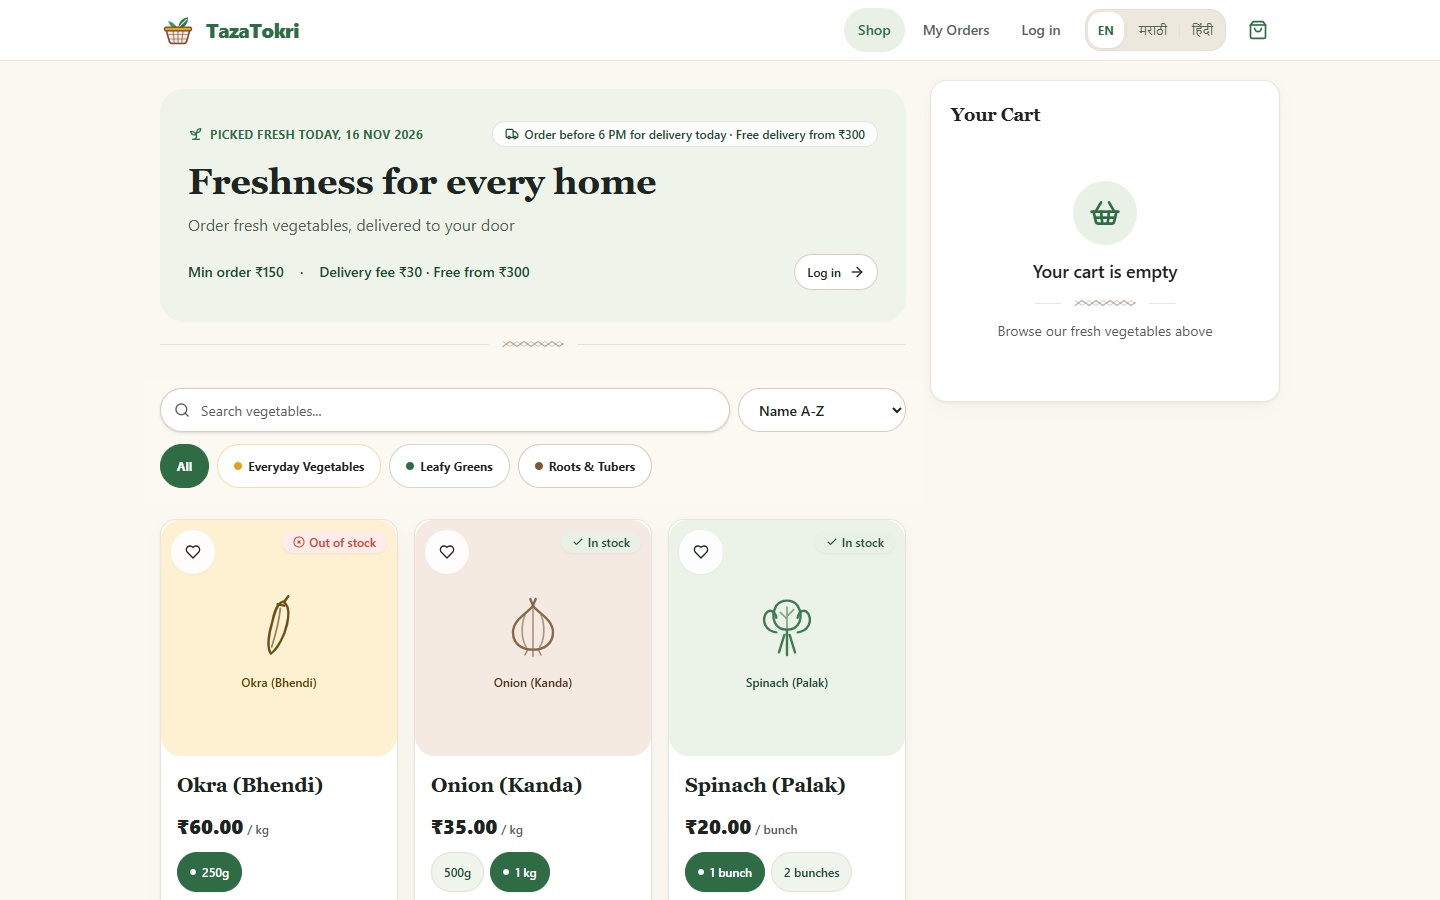 TazaTokri
Shop
My Orders
Log in
EN
मराठी
हिंदी
PICKED FRESH TODAY, 16 NOV 2026
Order before 6 PM for delivery today · Free delivery from ₹300
Freshness for every home
Order fresh vegetables, delivered to your door
Min order ₹150 · Delivery fee ₹30 · Free from ₹300
Log in
Your Cart
Your cart is empty
Browse our fresh vegetables above
Search vegetables...
Name A-Z
All
Everyday Vegetables
Leafy Greens
Roots & Tubers
Out of stock
Okra (Bhendi)
Okra (Bhendi)
₹60.00 / kg
250g
In stock
Onion (Kanda)
Onion (Kanda)
₹35.00 / kg
500g
1 kg
In stock
Spinach (Palak)
Spinach (Palak)
₹20.00 / bunch
1 bunch
2 bunches